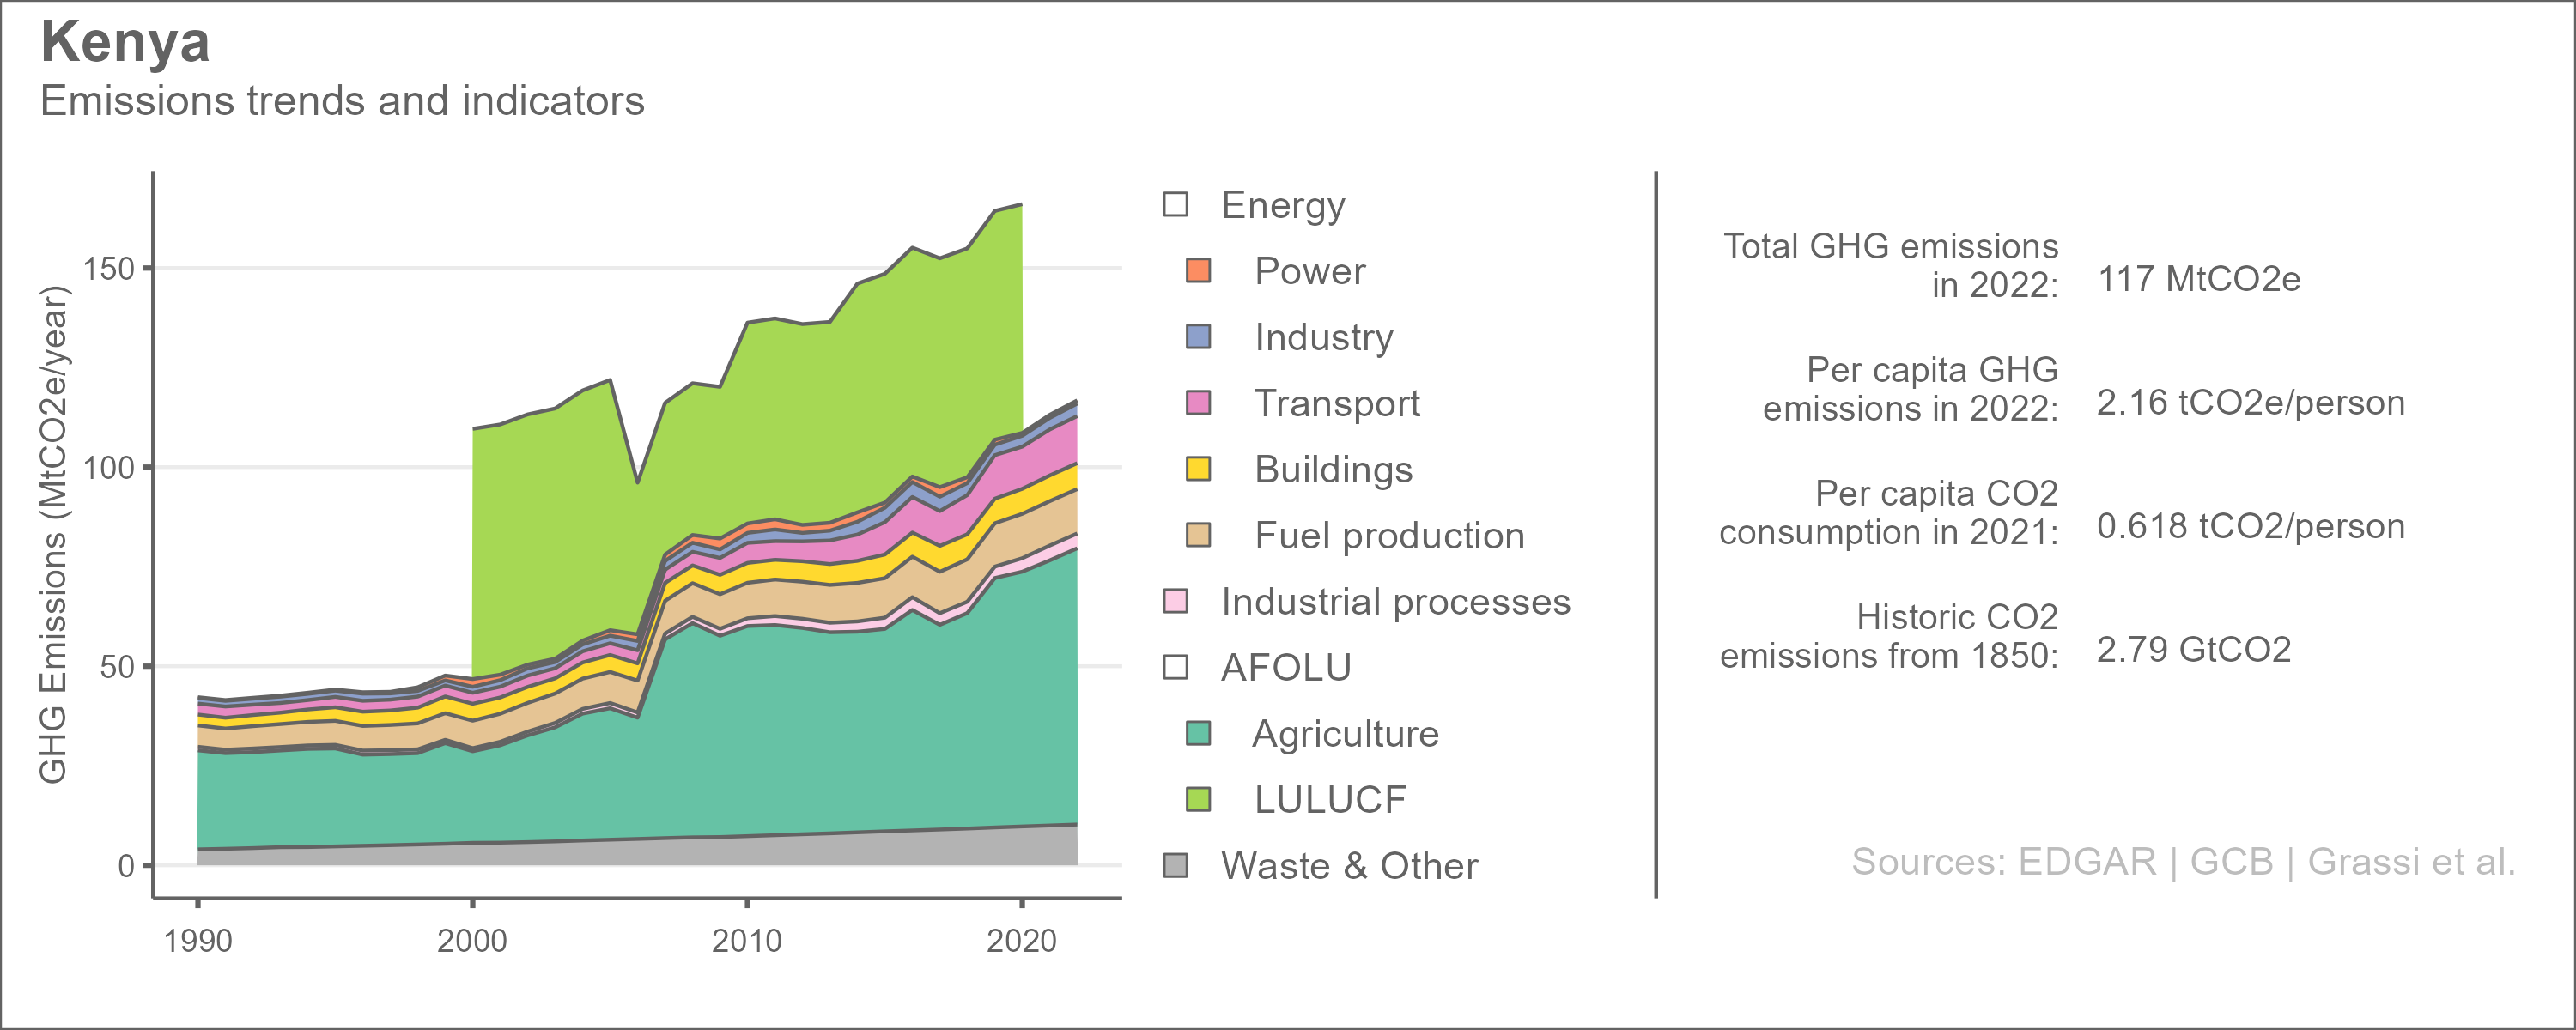 Kenya
Emissions trends and indicators
GHG Emissions (MtCO2e/year)
150
100
50
0
1990
2000
2010
2020
Energy
Power
Industry
Transport
Buildings
Fuel production
Industrial processes
AFOLU
Agriculture
LULUCF
Waste & Other
Total GHG emissions
in 2022:
117 MtCO2e
Per capita GHG
emissions in 2022:
2.16 tCO2e/person
Per capita CO2
consumption in 2021:
0.618 tCO2/person
Historic CO2
emissions from 1850:
2.79 GtCO2
Sources: EDGAR | GCB | Grassi et al.